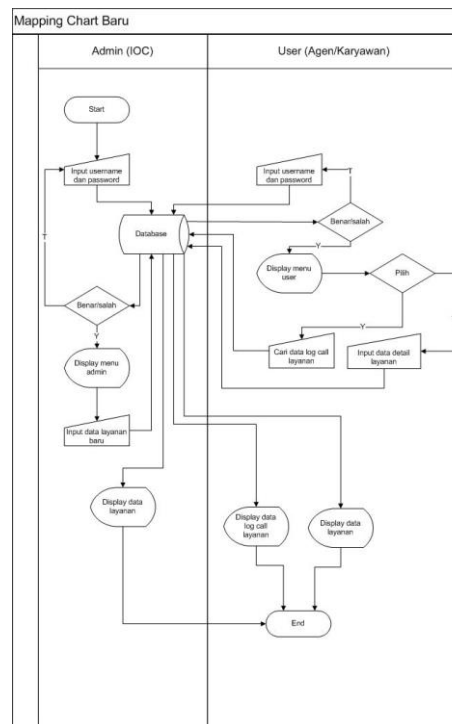 Mapping Chart Baru
Admin (IOC)
User (Agen/Karyawan)
Start
Input username
dan password
Input username
dan password
T
T
Database
Benar/salah
Y
Display menu
user
Pilih
Benar/salah
Y
Y
Cari data log call
layanan
Input data detail
layanan
Display menu
admin
Input data layanan
baru
Display data
layanan
Display data
log call
layanan
Display data
layanan
End